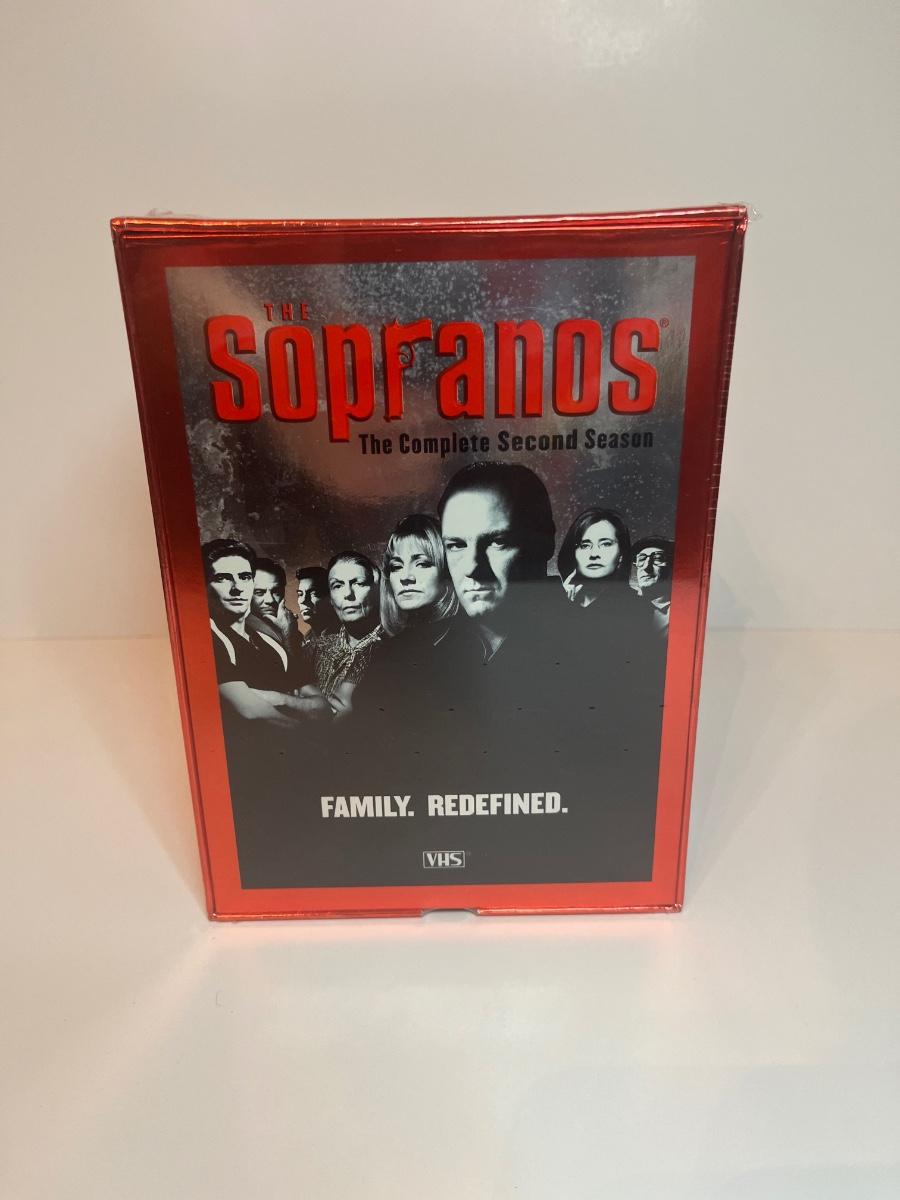 THE
Sopranos®
The Complete Second Season
FAMILY. REDEFINED.
VHS